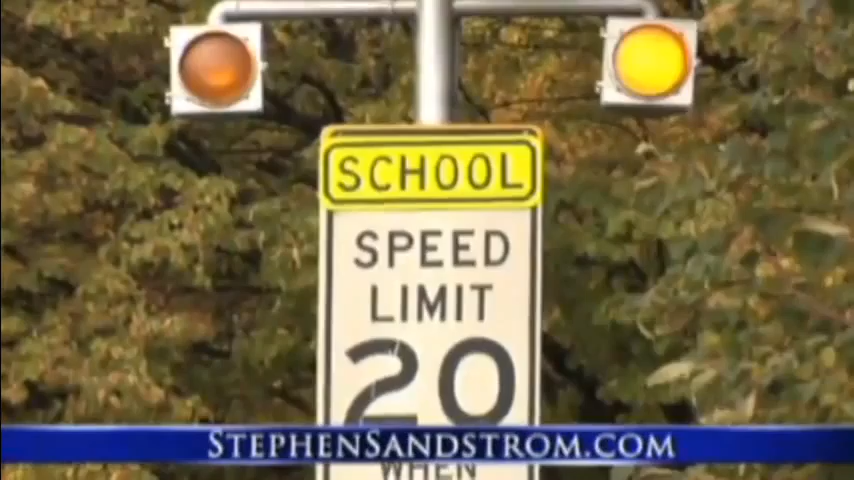 SCHOOL
SPEED
LIMIT
20
STEPHENSANDSTROM.COM
WHEN